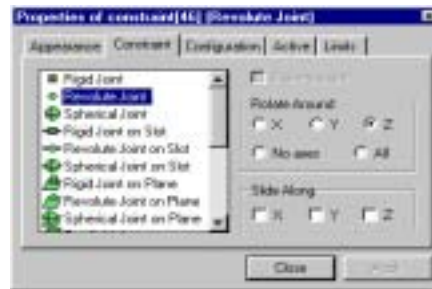 Properties of constraint[46] (Revolute Joint)
Appearance Constraint Configuration Active Limits
Rigid Joint
Revolute Joint
Spherical Joint
Rigid Joint on Slot
Revolute Joint on Slot
Spherical Joint on Slot
Rigid Joint on Plane
Revolute Joint on Plane
Spherical Joint on Plane
Rotate Around:
X Y Z
No axes All
Slide Along:
X Y Z
Close